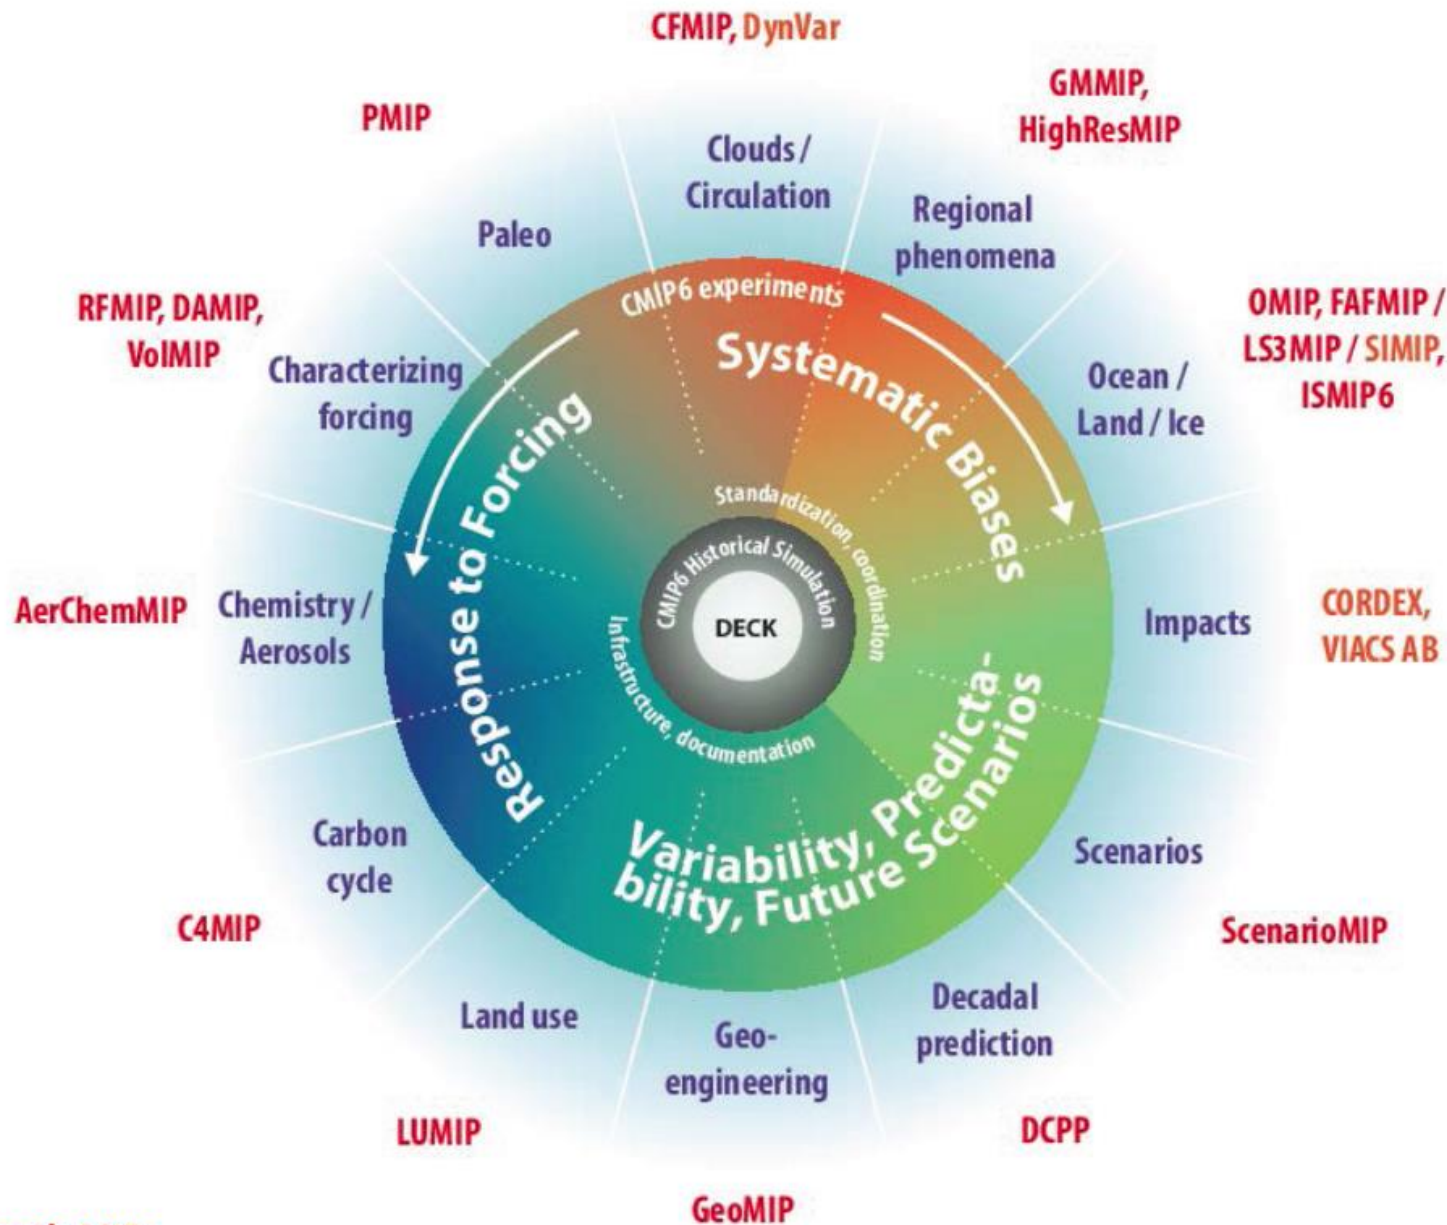 CFMIP, DynVar
GMMIP,
HighResMIP
PMIP
Clouds /
Circulation
Regional
phenomena
Paleo
CMIP6 experiments
RFMIP, DAMIP,
VolMIP
Characterizing
forcing
Systematic Biases
Ocean /
Land / Ice
OMIP, FAFMIP /
LS3MIP / SIMIP,
ISMIP6
Response to Forcing
Standardization, coordination
CMIP6 Historical Simulation
DECK
Infrastructure, documentation
AerChemMIP
Chemistry /
Aerosols
Impacts
CORDEX,
VIACS AB
Variability, Predicta-
bility, Future Scenarios
Carbon
cycle
Scenarios
C4MIP
ScenarioMIP
Land use
Geo-
engineering
Decadal
prediction
LUMIP
DCPP
GeoMIP